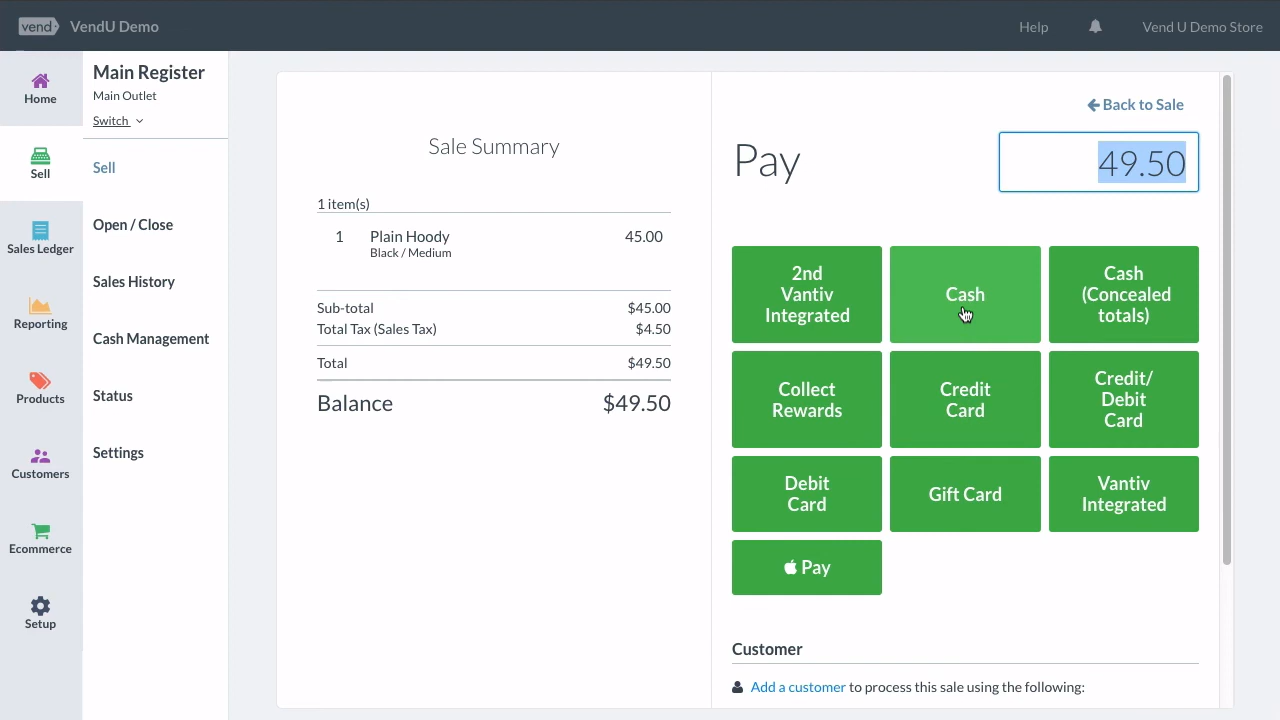 vend VendU Demo
Help
Vend U Demo Store
Home
Sell
Sales Ledger
Reporting
Products
Customers
Ecommerce
Setup
Main Register
Main Outlet
Switch
Sell
Open / Close
Sales History
Cash Management
Status
Settings
Sale Summary
1 item(s)
1 Plain Hoody 45.00
Black / Medium
Sub-total $45.00
Total Tax (Sales Tax) $4.50
Total $49.50
Balance $49.50
Back to Sale
Pay 49.50
2nd
Vantiv
Integrated
Cash
Cash
(Concealed
totals)
Collect
Rewards
Credit
Card
Credit/
Debit
Card
Debit
Card
Gift Card
Vantiv
Integrated
Pay
Customer
Add a customer to process this sale using the following: